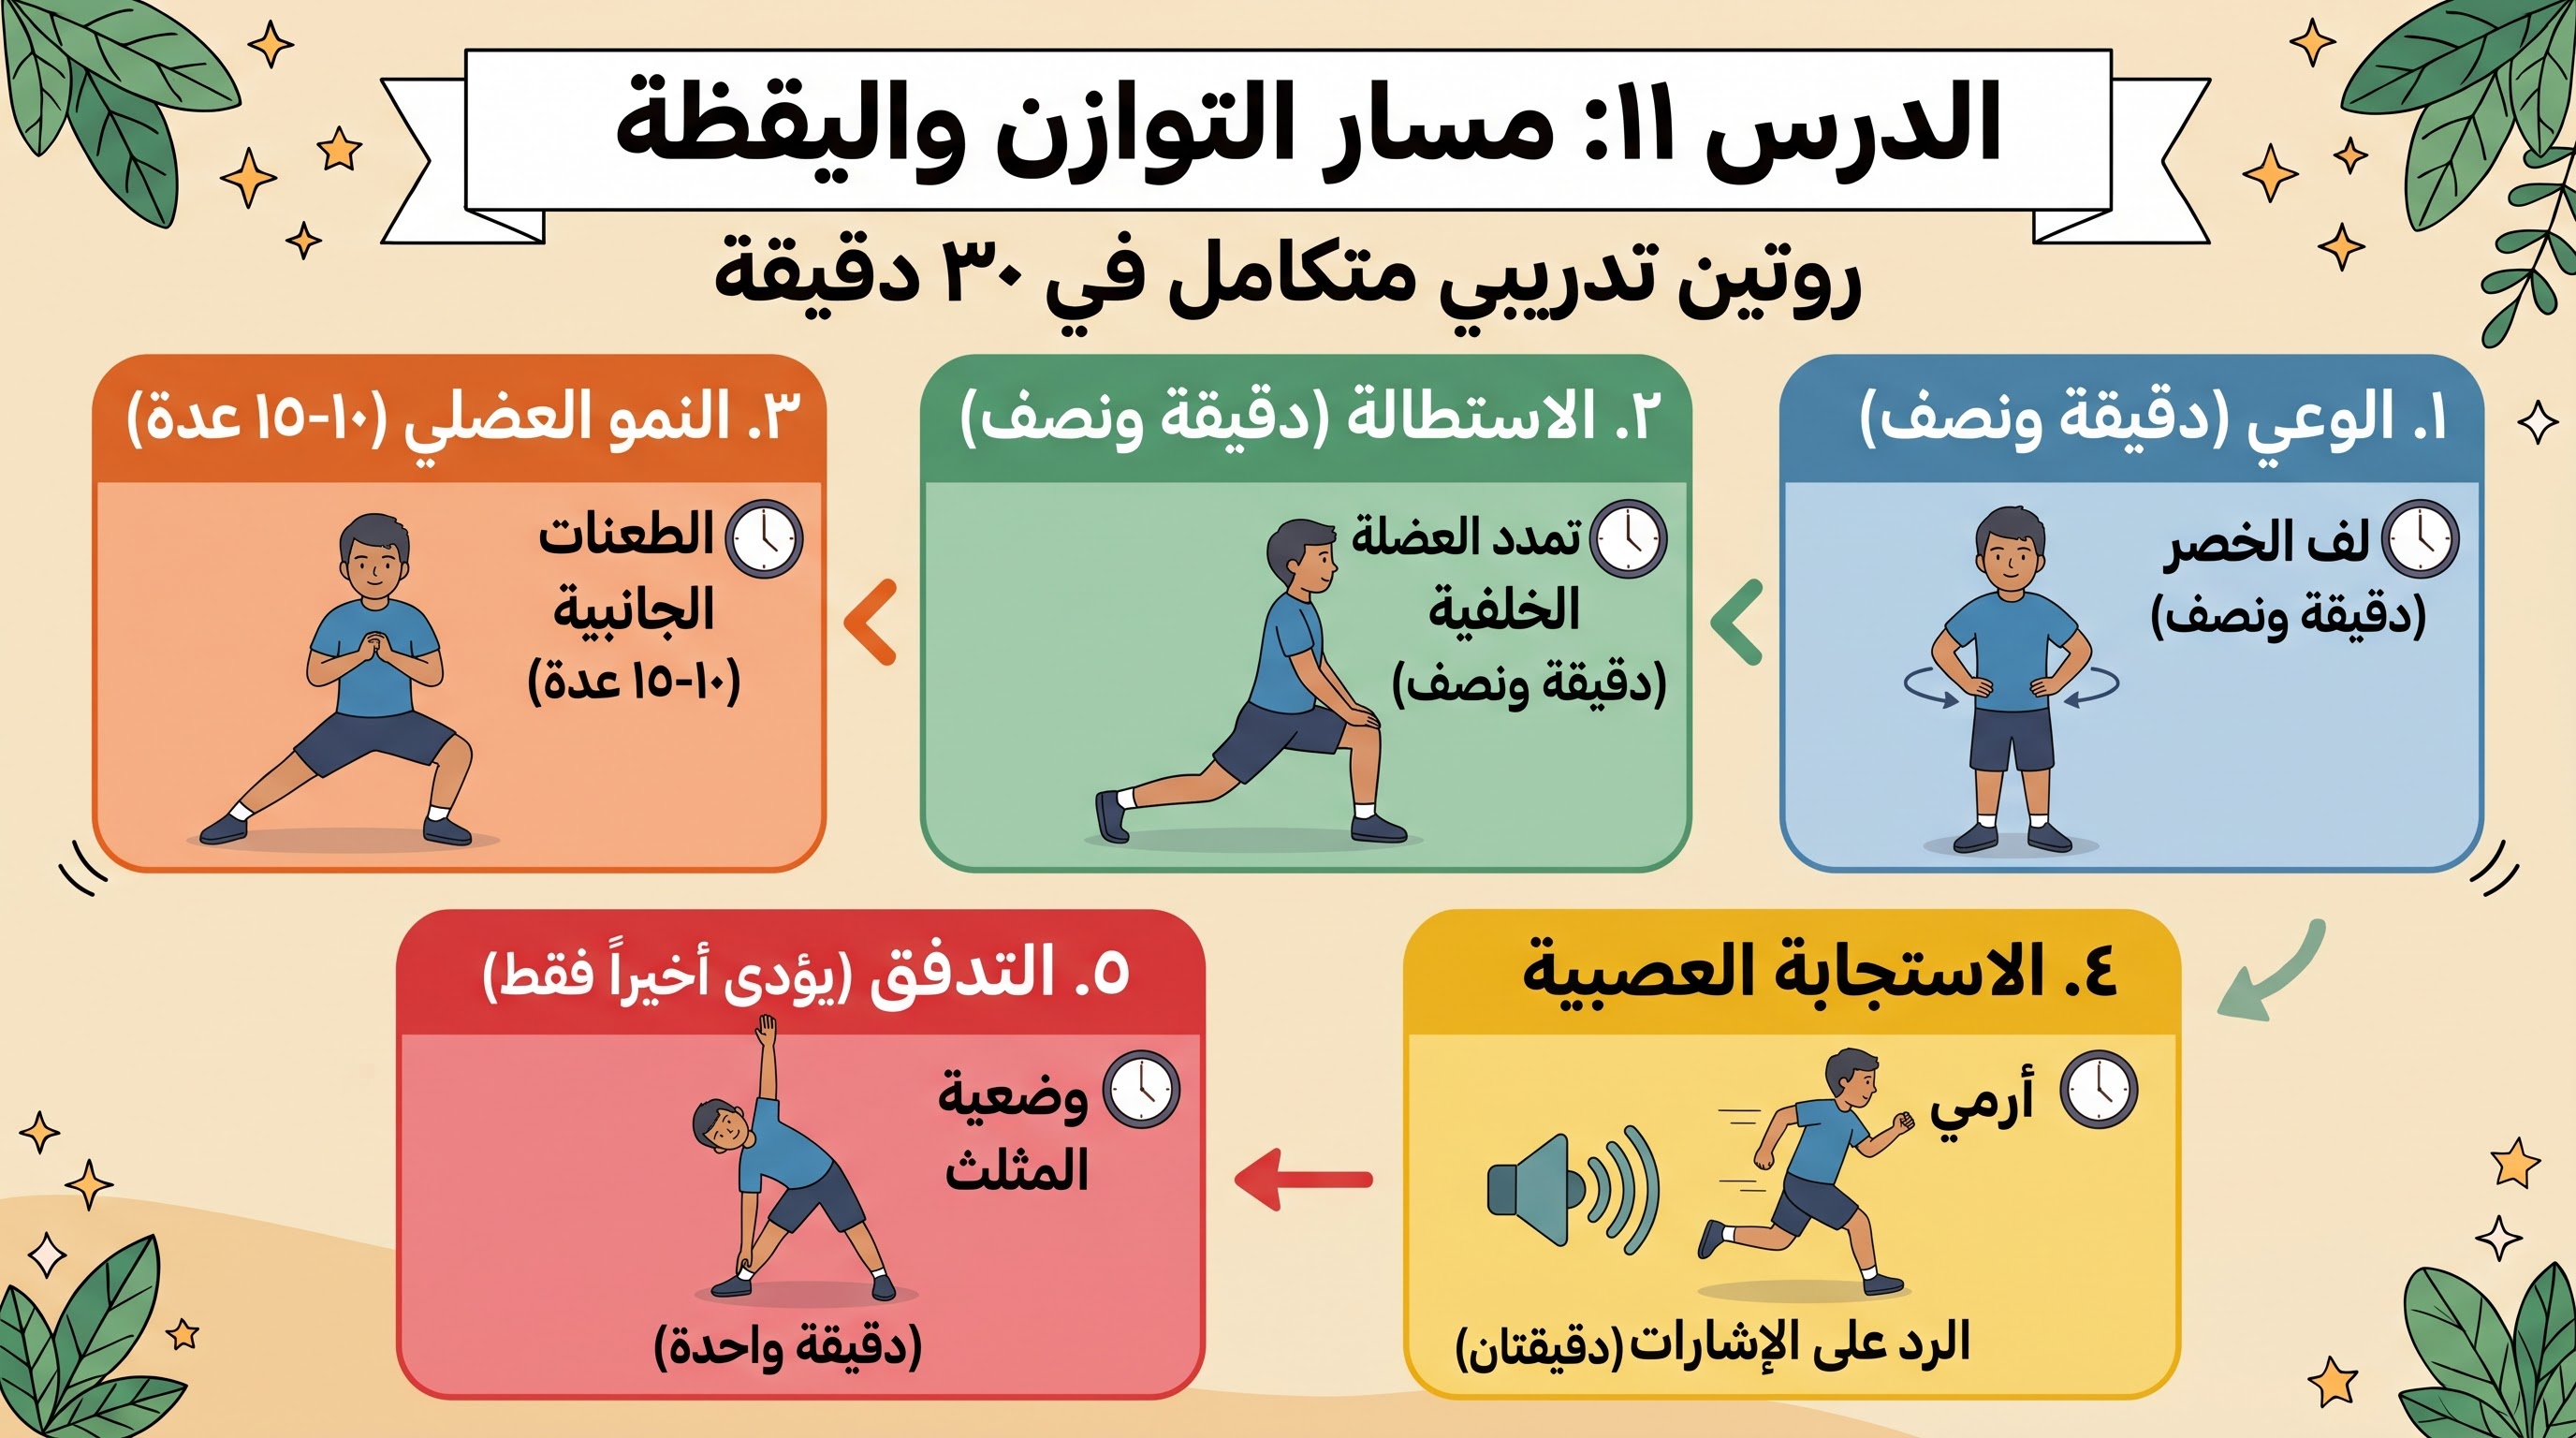 الدرس ١١: مسار التوازن واليقظة
روتين تدريبي متكامل في ٣٠ دقيقة
١. الوعي (دقيقة ونصف)
لف الخصر
(دقيقة ونصف)
٢. الاستطالة (دقيقة ونصف)
تمدد العضلة
الخلفية
(دقيقة ونصف)
٣. النمو العضلي (١٠-١٥ عدة)
الطعنات
الجانبية
(١٠-١٥ عدة)
٤. الاستجابة العصبية
أرمي
الرد على الإشارات (دقيقتان)
٥. التدفق (يؤدى أخيراً فقط)
وضعية
المثلث
(دقيقة واحدة)